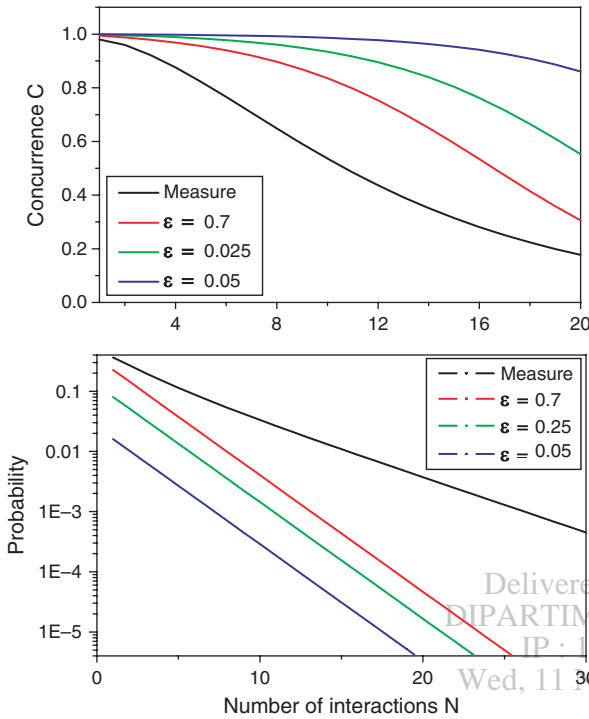 1.0
0.8
0.6
0.4
0.2
0.0
Concurrence C
Measure
ε = 0.7
ε = 0.025
ε = 0.05
4 8 12 16 20
0.1
0.01
1E−3
1E−4
1E−5
Probability
Measure
ε = 0.7
ε = 0.25
ε = 0.05
0 10 20 30
Number of interactions N
Delivere
DIPARTIM
IP : 1
Wed, 11